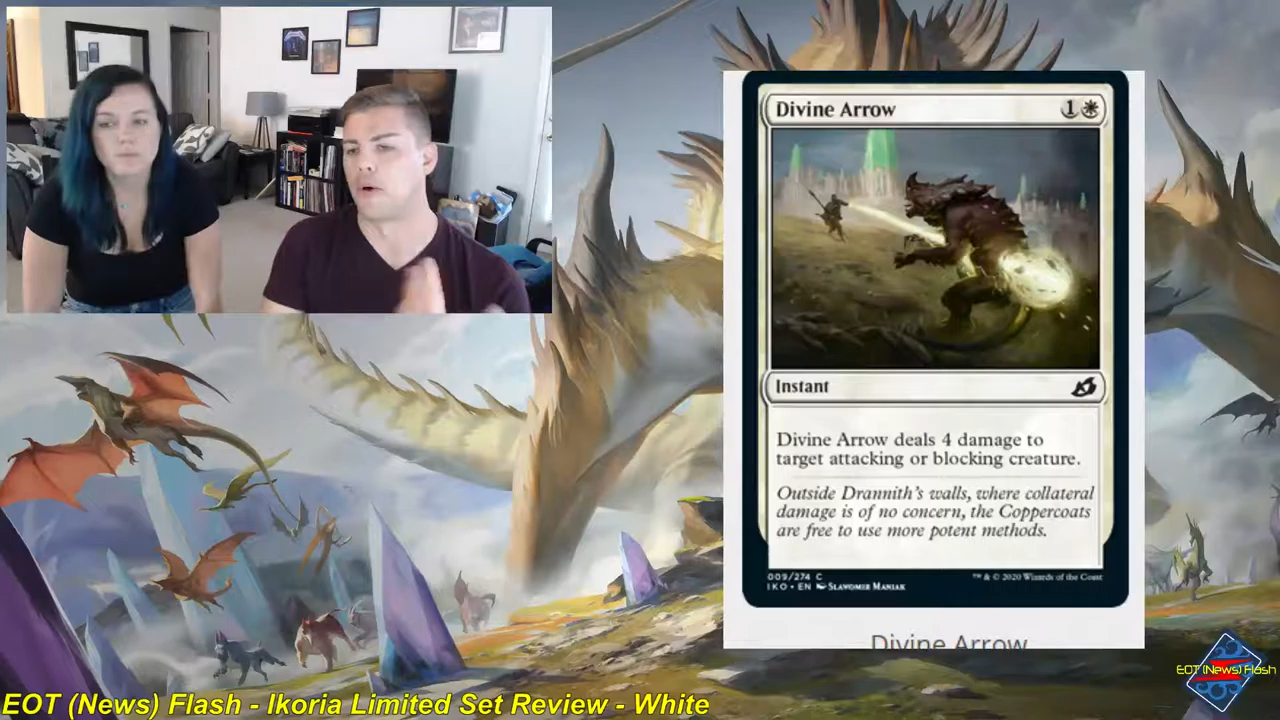 Divine Arrow 1
Instant
Divine Arrow deals 4 damage to
target attacking or blocking creature.
Outside Drannith's walls, where collateral
damage is of no concern, the Coppercoats
are free to use more potent methods.
009/274 C
IKO • EN SLAWOMIR MANIAK
™ & © 2020 Wizards of the Coast
Divine Arrow
EOT (News) Flash
EOT (News) Flash - Ikoria Limited Set Review - White